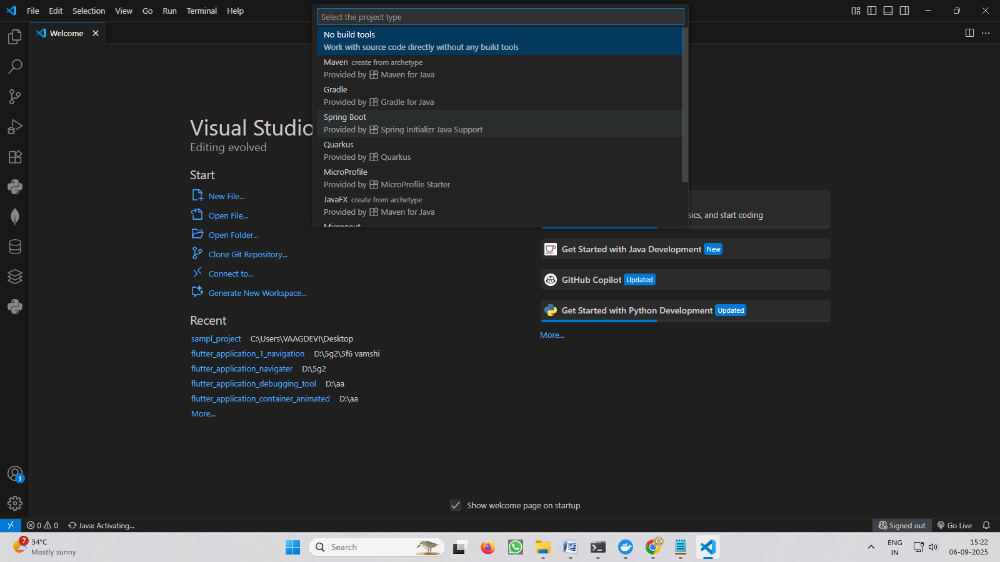 File Edit Selection View Go Run Terminal Help
Select the project type
Welcome
No build tools
Work with source code directly without any build tools
Maven create from archetype
Provided by Maven for Java
Gradle
Provided by Gradle for Java
Spring Boot
Provided by Spring Initializr Java Support
Quarkus
Provided by Quarkus
MicroProfile
Provided by MicroProfile Starter
JavaFX create from archetype
Provided by Maven for Java
Micronaut
Visual Studio
Editing evolved
Start
New File...
Open File...
Open Folder...
Clone Git Repository...
Connect to...
Generate New Workspace...
Recent
sampl_project C:\Users\VAAGDEVI\Desktop
flutter_application_1_navigation D:\5g2\5f6 vamshi
flutter_application_navigater D:\5g2
flutter_application_debugging_tool D:\aa
flutter_application_container_animated D:\aa
More...
sics, and start coding
Get Started with Java Development New
GitHub Copilot Updated
Get Started with Python Development Updated
More...
Show welcome page on startup
1
0 0 Java: Activating...
Signed out Go Live
7
34°C
Mostly sunny
Search
ENG
IN
15:22
06-09-2025